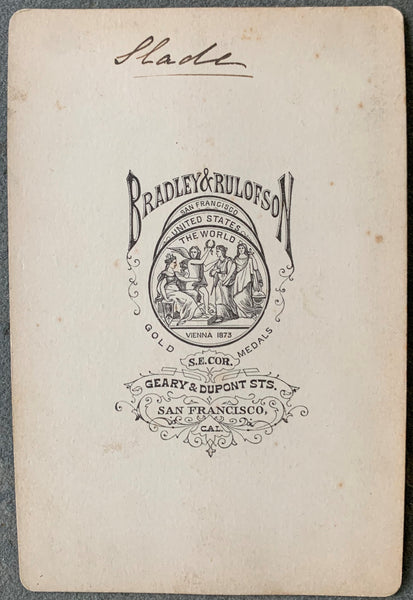 Slade
BRADLEY & RULOFSON
SAN FRANCISCO
UNITED STATES
THE WORLD
VIENNA 1873
GOLD MEDALS
S.E.COR.
GEARY & DUPONT STS.
SAN FRANCISCO,
CAL.